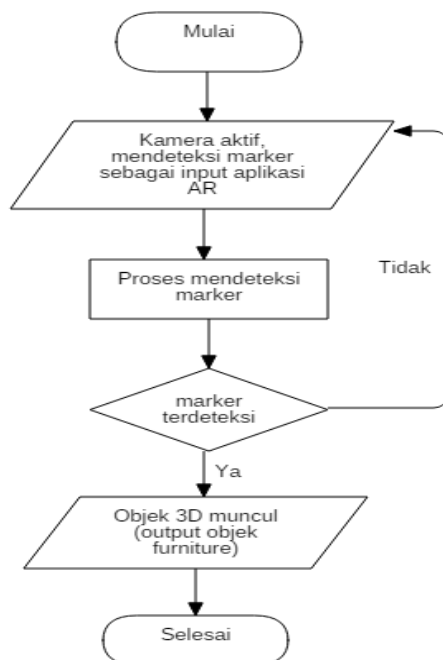 Mulai
Kamera aktif,
mendeteksi marker
sebagai input aplikasi
AR
Proses mendeteksi
marker
Tidak
marker
terdeteksi
Ya
Objek 3D muncul
(output objek
furniture)
Selesai